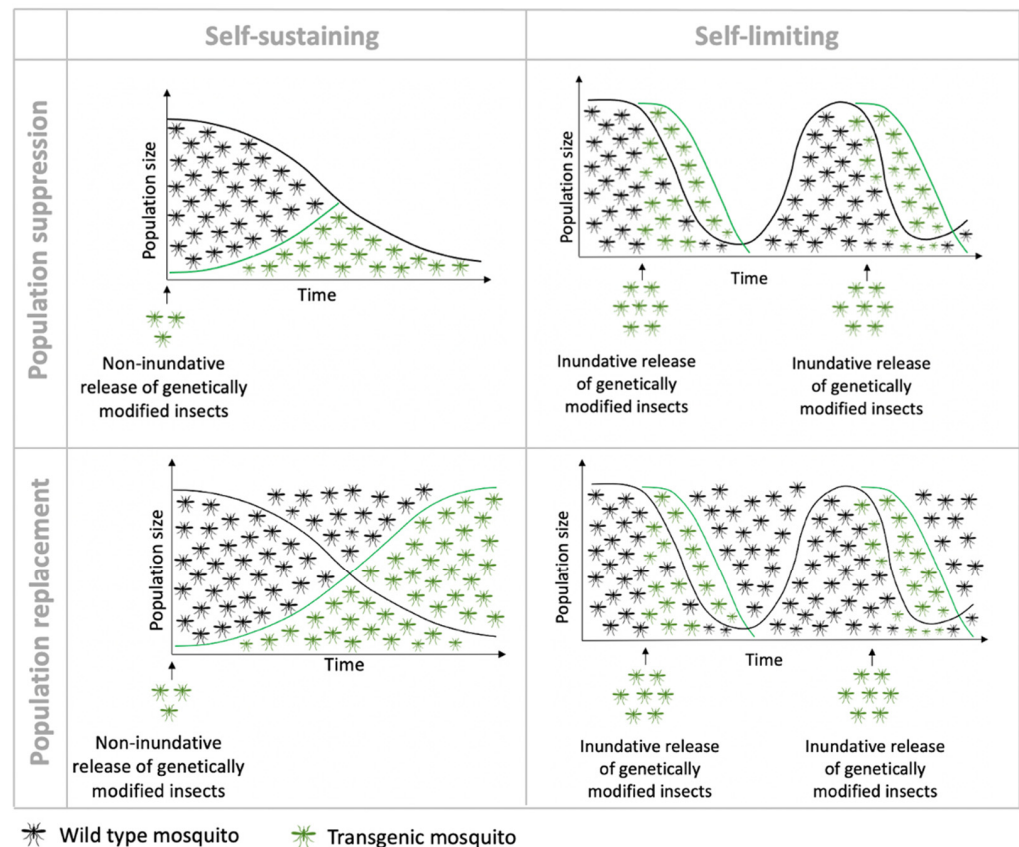 Self-sustaining
Self-limiting
Population suppression
Population size
Time
Non-inundative
release of genetically
modified insects
Population size
Time
Inundative release
of genetically
modified insects
Inundative release
of genetically
modified insects
Population replacement
Population size
Time
Non-inundative
release of genetically
modified insects
Population size
Time
Inundative release
of genetically
modified insects
Inundative release
of genetically
modified insects
Wild type mosquito
Transgenic mosquito